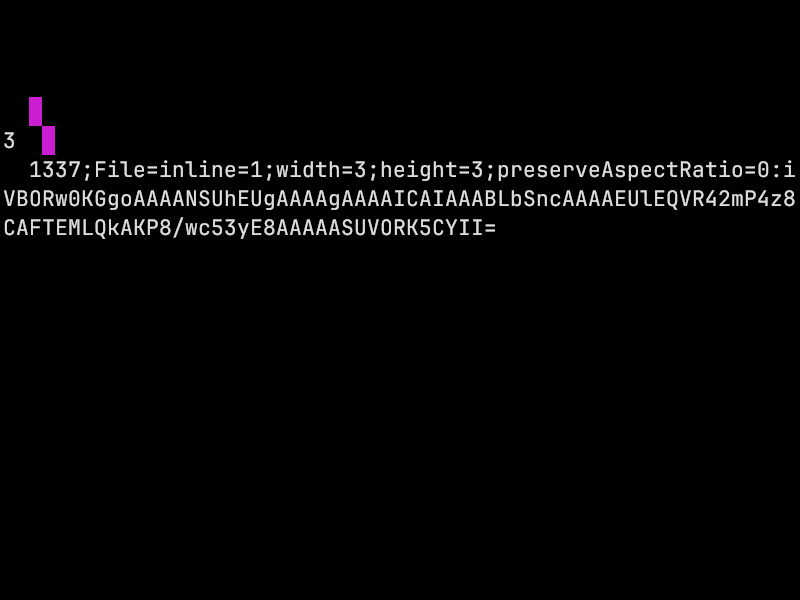 3
1337;File=inline=1;width=3;height=3;preserveAspectRatio=0:i
VBORw0KGgoAAAANSUhEUgAAAAgAAAAICAIAAABLbSncAAAAEUlEQVR42mP4z8
CAFTEMLQkAKP8/wc53yE8AAAAASUVORK5CYII=